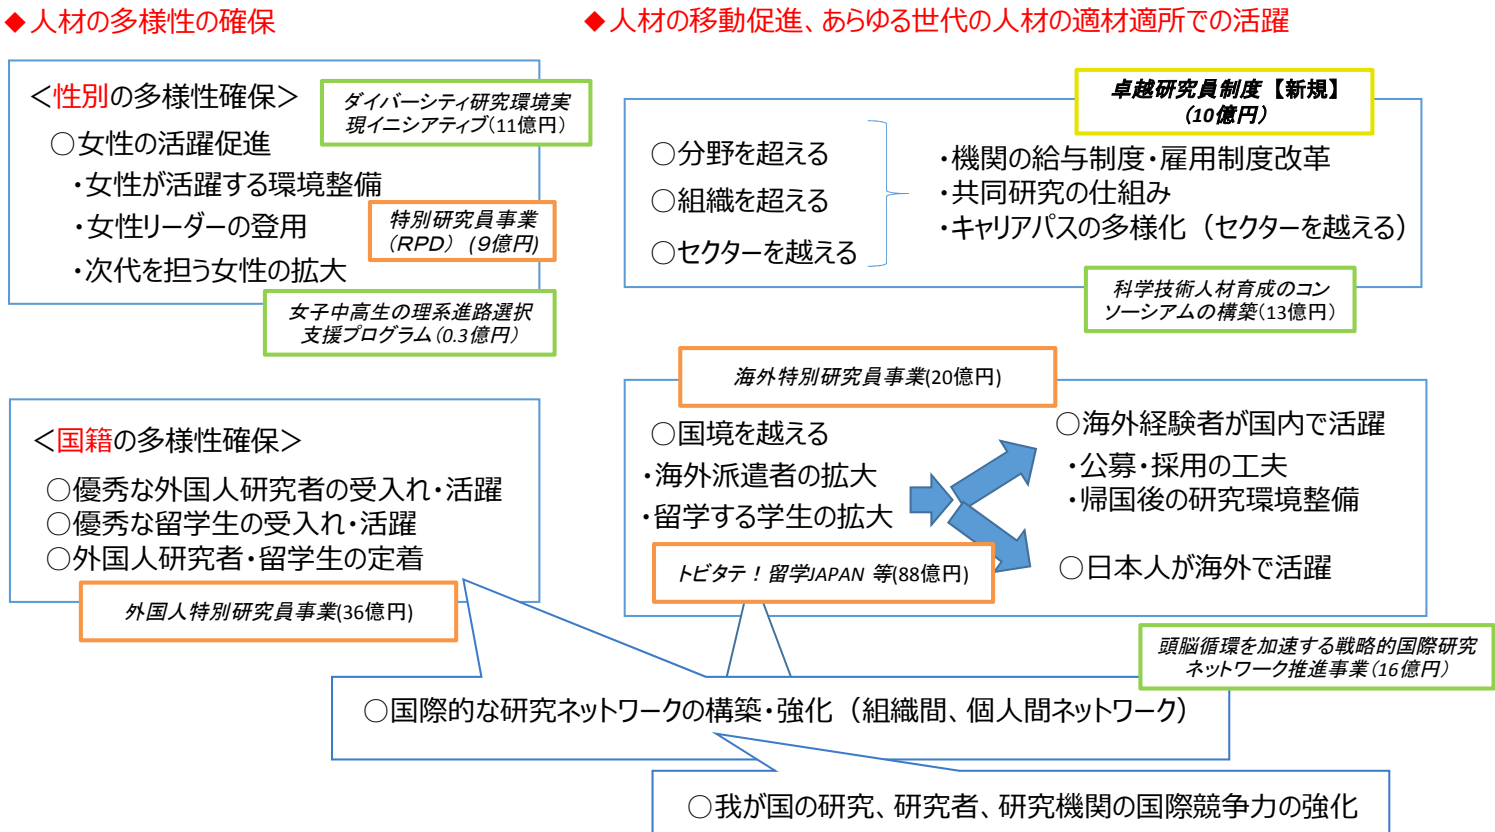 ◆人材の多様性の確保
＜性別の多様性確保＞
ダイバーシティ研究環境実
現イニシアティブ(11億円)
○女性の活躍促進
・女性が活躍する環境整備
・女性リーダーの登用
特別研究員事業
(ＲＰＤ) (９億円)
・次代を担う女性の拡大
女子中高生の理系進路選択
支援プログラム(0.3億円)
＜国籍の多様性確保＞
○優秀な外国人研究者の受入れ・活躍
○優秀な留学生の受入れ・活躍
○外国人研究者・留学生の定着
外国人特別研究員事業(36億円)
◆人材の移動促進、あらゆる世代の人材の適材適所での活躍
卓越研究員制度【新規】
(10億円)
○分野を超える
○組織を超える
○セクターを越える
・機関の給与制度・雇用制度改革
・共同研究の仕組み
・キャリアパスの多様化（セクターを越える）
科学技術人材育成のコン
ソーシアムの構築(13億円)
海外特別研究員事業(20億円)
○国境を越える
・海外派遣者の拡大
・留学する学生の拡大
トビタテ！留学JAPAN 等(88億円)
○海外経験者が国内で活躍
・公募・採用の工夫
・帰国後の研究環境整備
○日本人が海外で活躍
頭脳循環を加速する戦略的国際研究
ネットワーク推進事業(16億円)
○国際的な研究ネットワークの構築・強化（組織間、個人間ネットワーク）
○我が国の研究、研究者、研究機関の国際競争力の強化